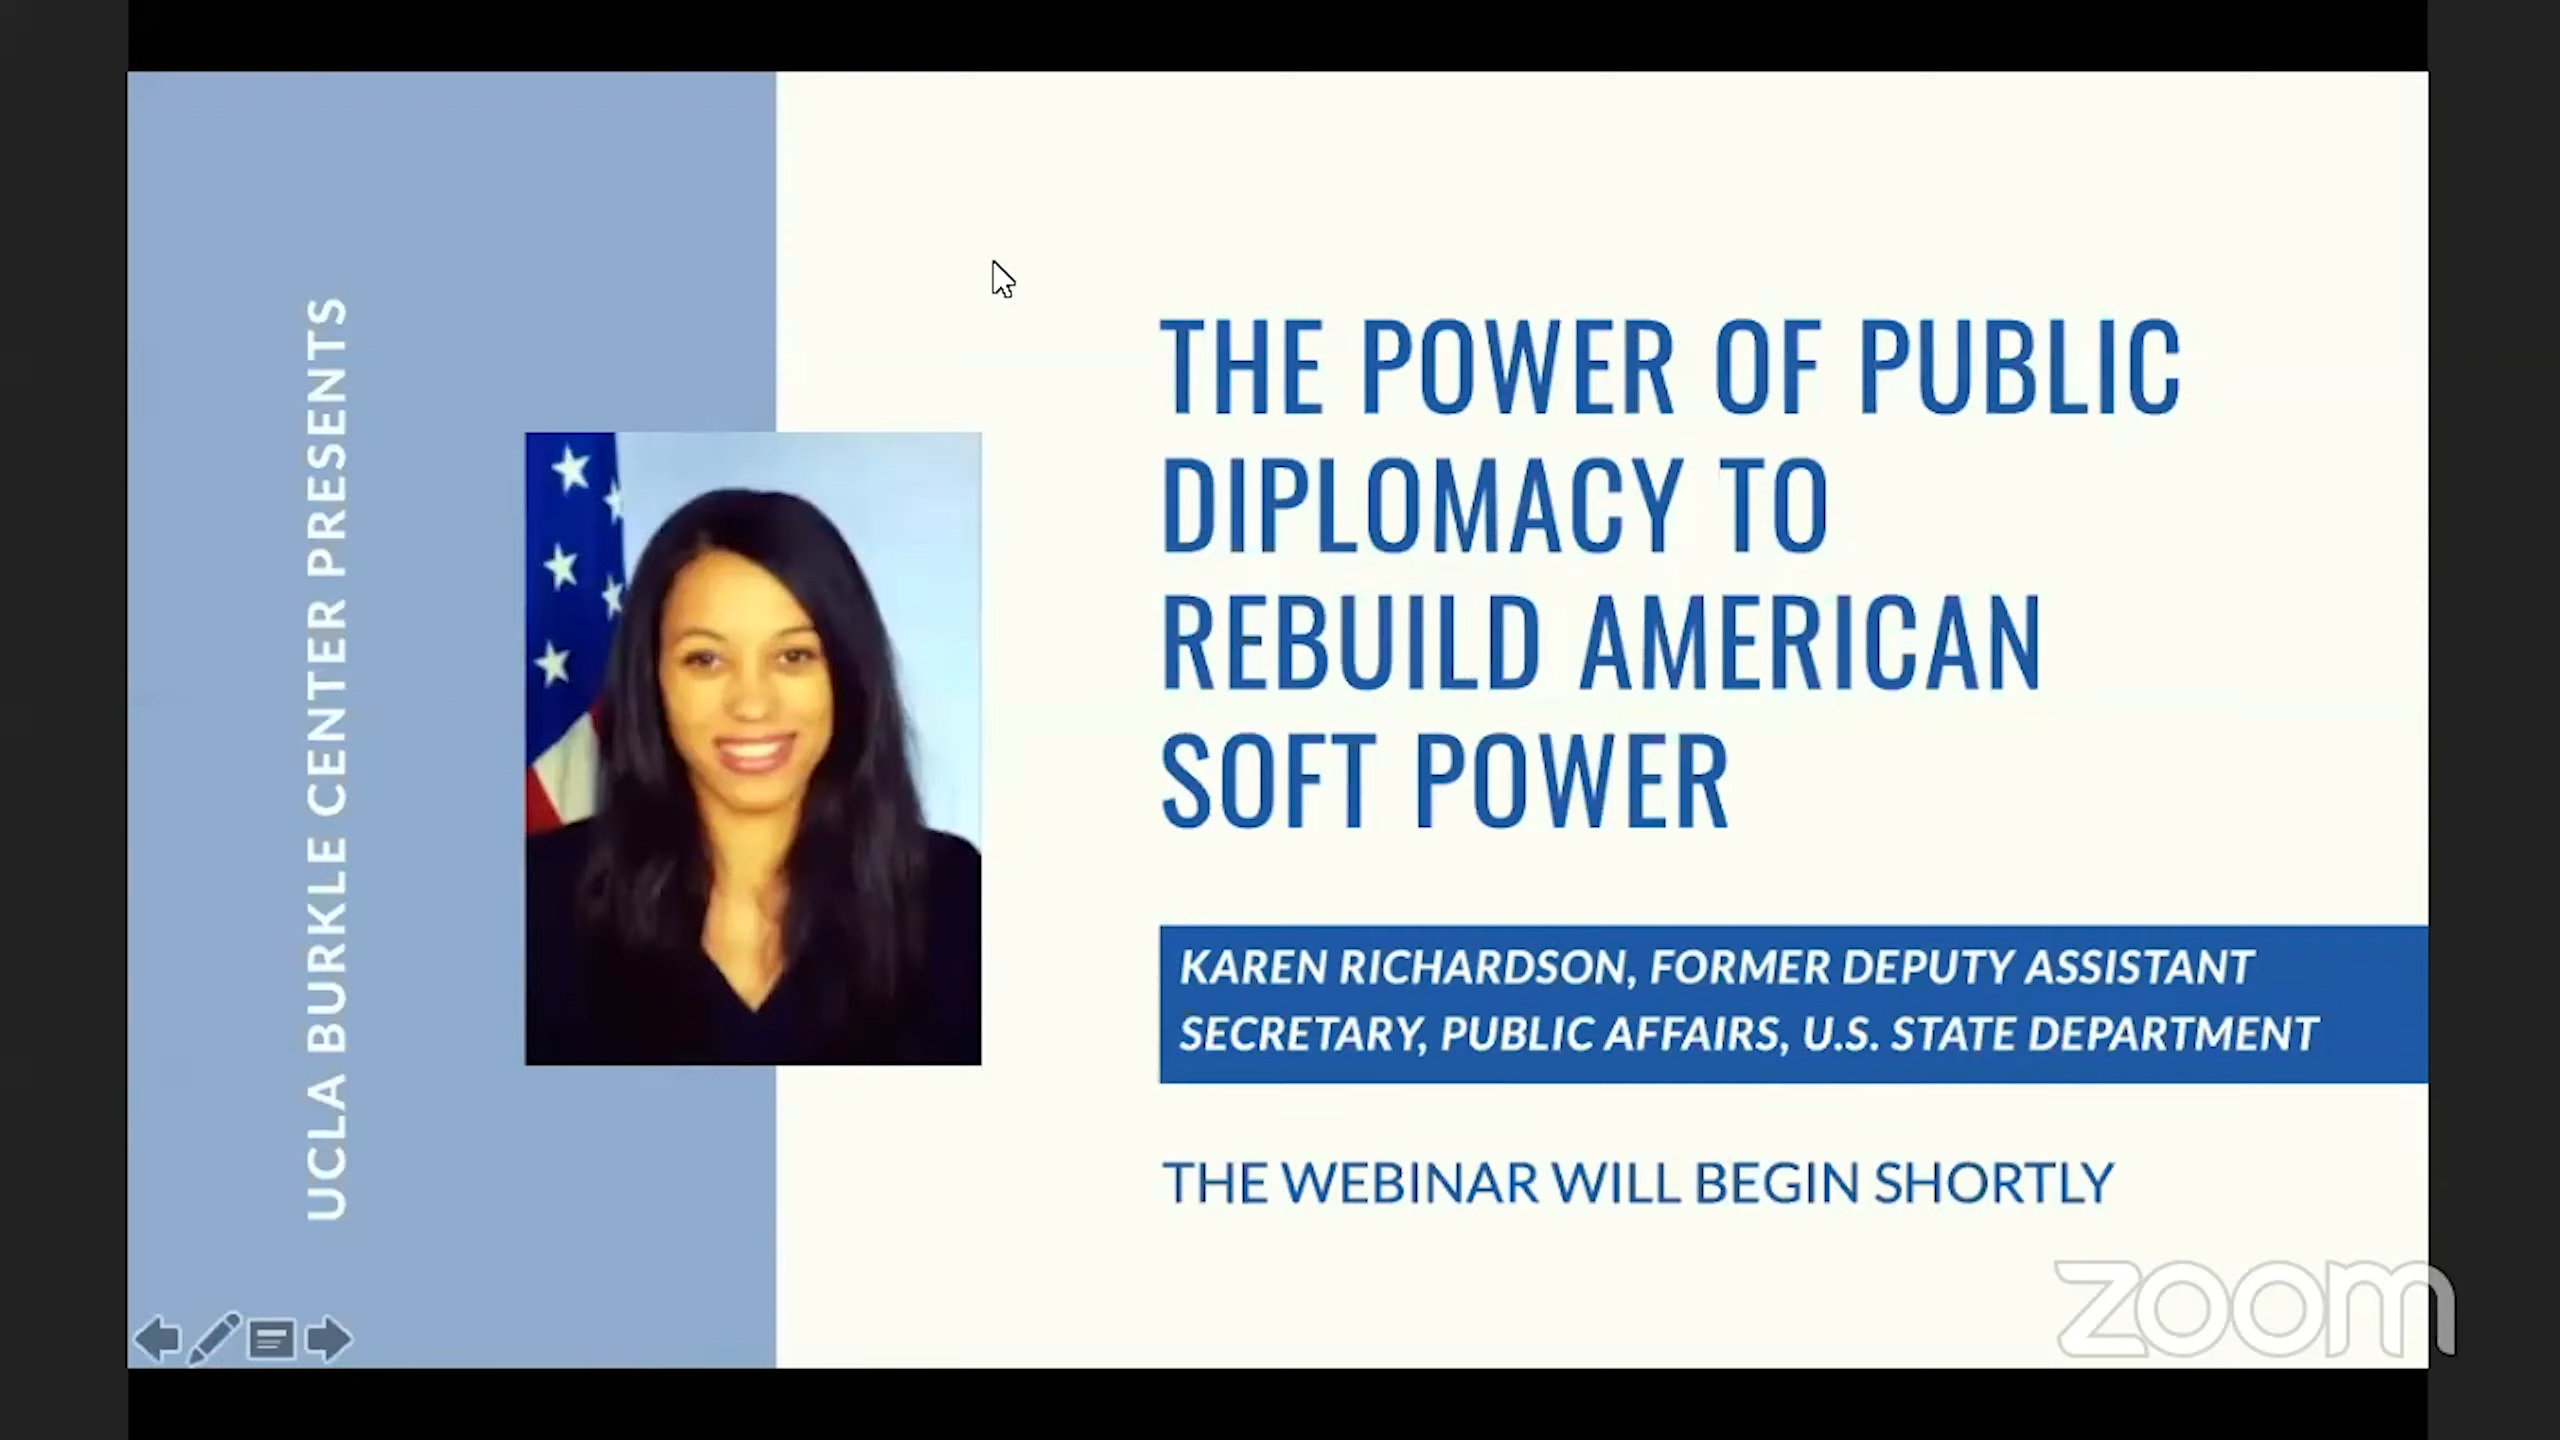 UCLA BURKLE CENTER PRESENTS
THE POWER OF PUBLIC
DIPLOMACY TO
REBUILD AMERICAN
SOFT POWER
KAREN RICHARDSON, FORMER DEPUTY ASSISTANT
SECRETARY, PUBLIC AFFAIRS, U.S. STATE DEPARTMENT
THE WEBINAR WILL BEGIN SHORTLY
zoom